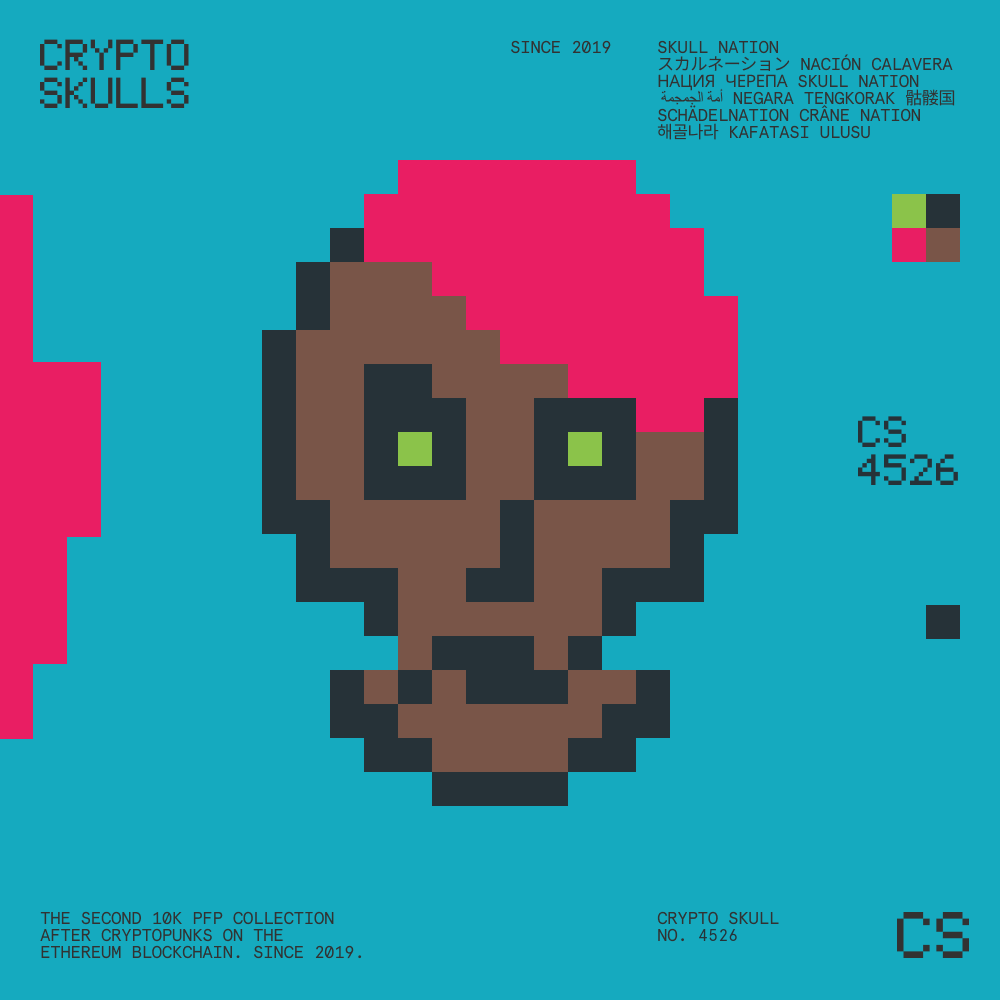 CRYPTO
SKULLS
SINCE 2019
SKULL NATION
スカルネーション NACIÓN CALAVERA
НАЦИЯ ЧЕРЕПА SKULL NATION
أمة الجمجمة NEGARA TENGKORAK 骷髅国
SCHÄDELNATION CRÂNE NATION
해골나라 KAFATASI ULUSU
CS
4526
THE SECOND 10K PFP COLLECTION
AFTER CRYPTOPUNKS ON THE
ETHEREUM BLOCKCHAIN. SINCE 2019.
CRYPTO SKULL
NO. 4526
CS